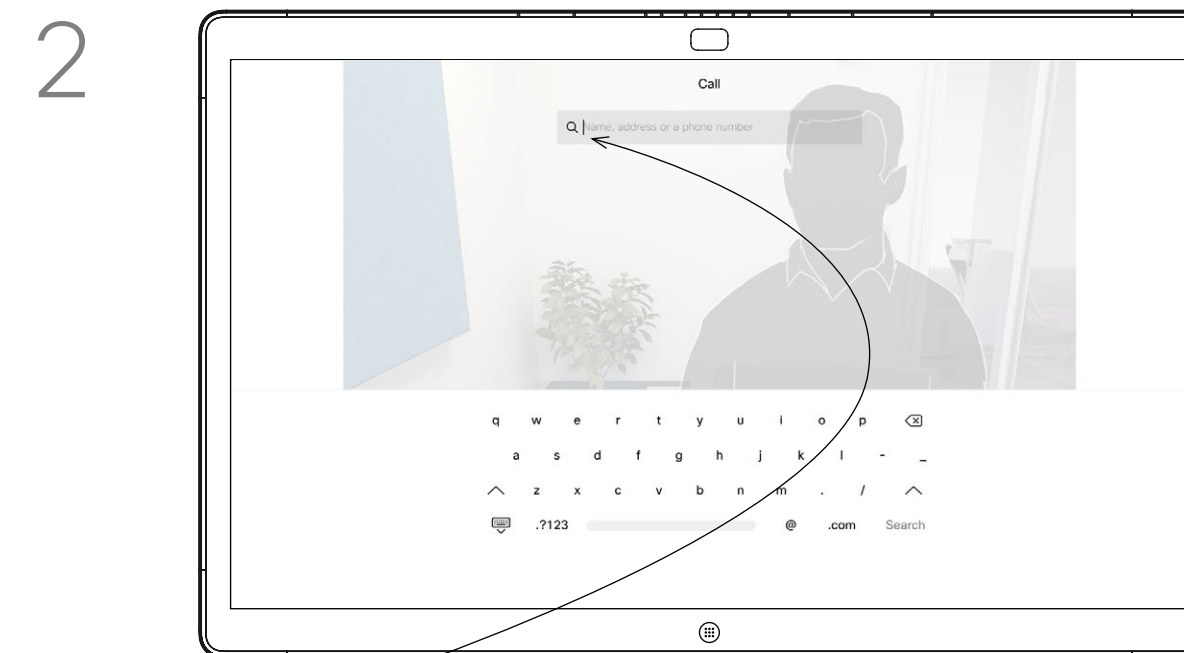 2
Call
Name, address or a phone number
q w e r t y u i o p
a s d f g h j k l - _
z x c v b n m . /
.?123 @ .com Search